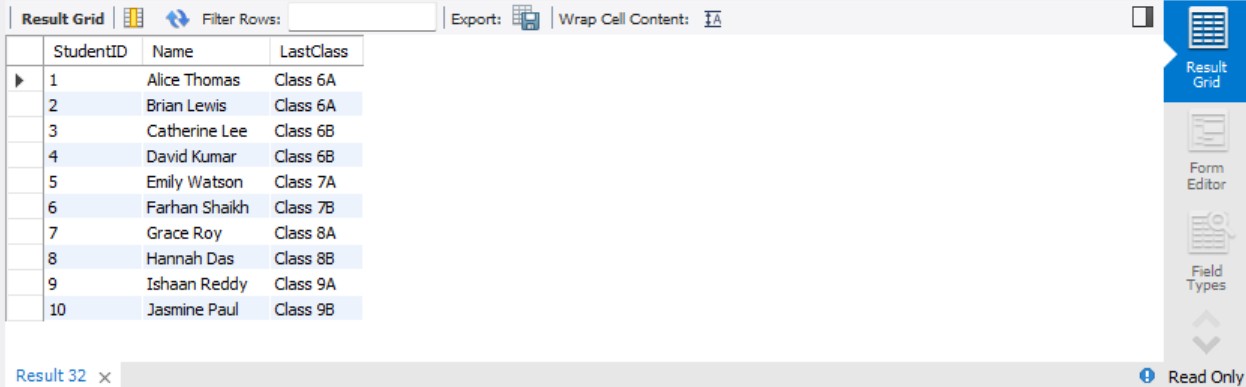 Result Grid Filter Rows: Export: Wrap Cell Content:
StudentID Name LastClass
1 Alice Thomas Class 6A
2 Brian Lewis Class 6A
3 Catherine Lee Class 6B
4 David Kumar Class 6B
5 Emily Watson Class 7A
6 Farhan Shaikh Class 7B
7 Grace Roy Class 8A
8 Hannah Das Class 8B
9 Ishaan Reddy Class 9A
10 Jasmine Paul Class 9B
Result
Grid
Form
Editor
Field
Types
Result 32 Read Only